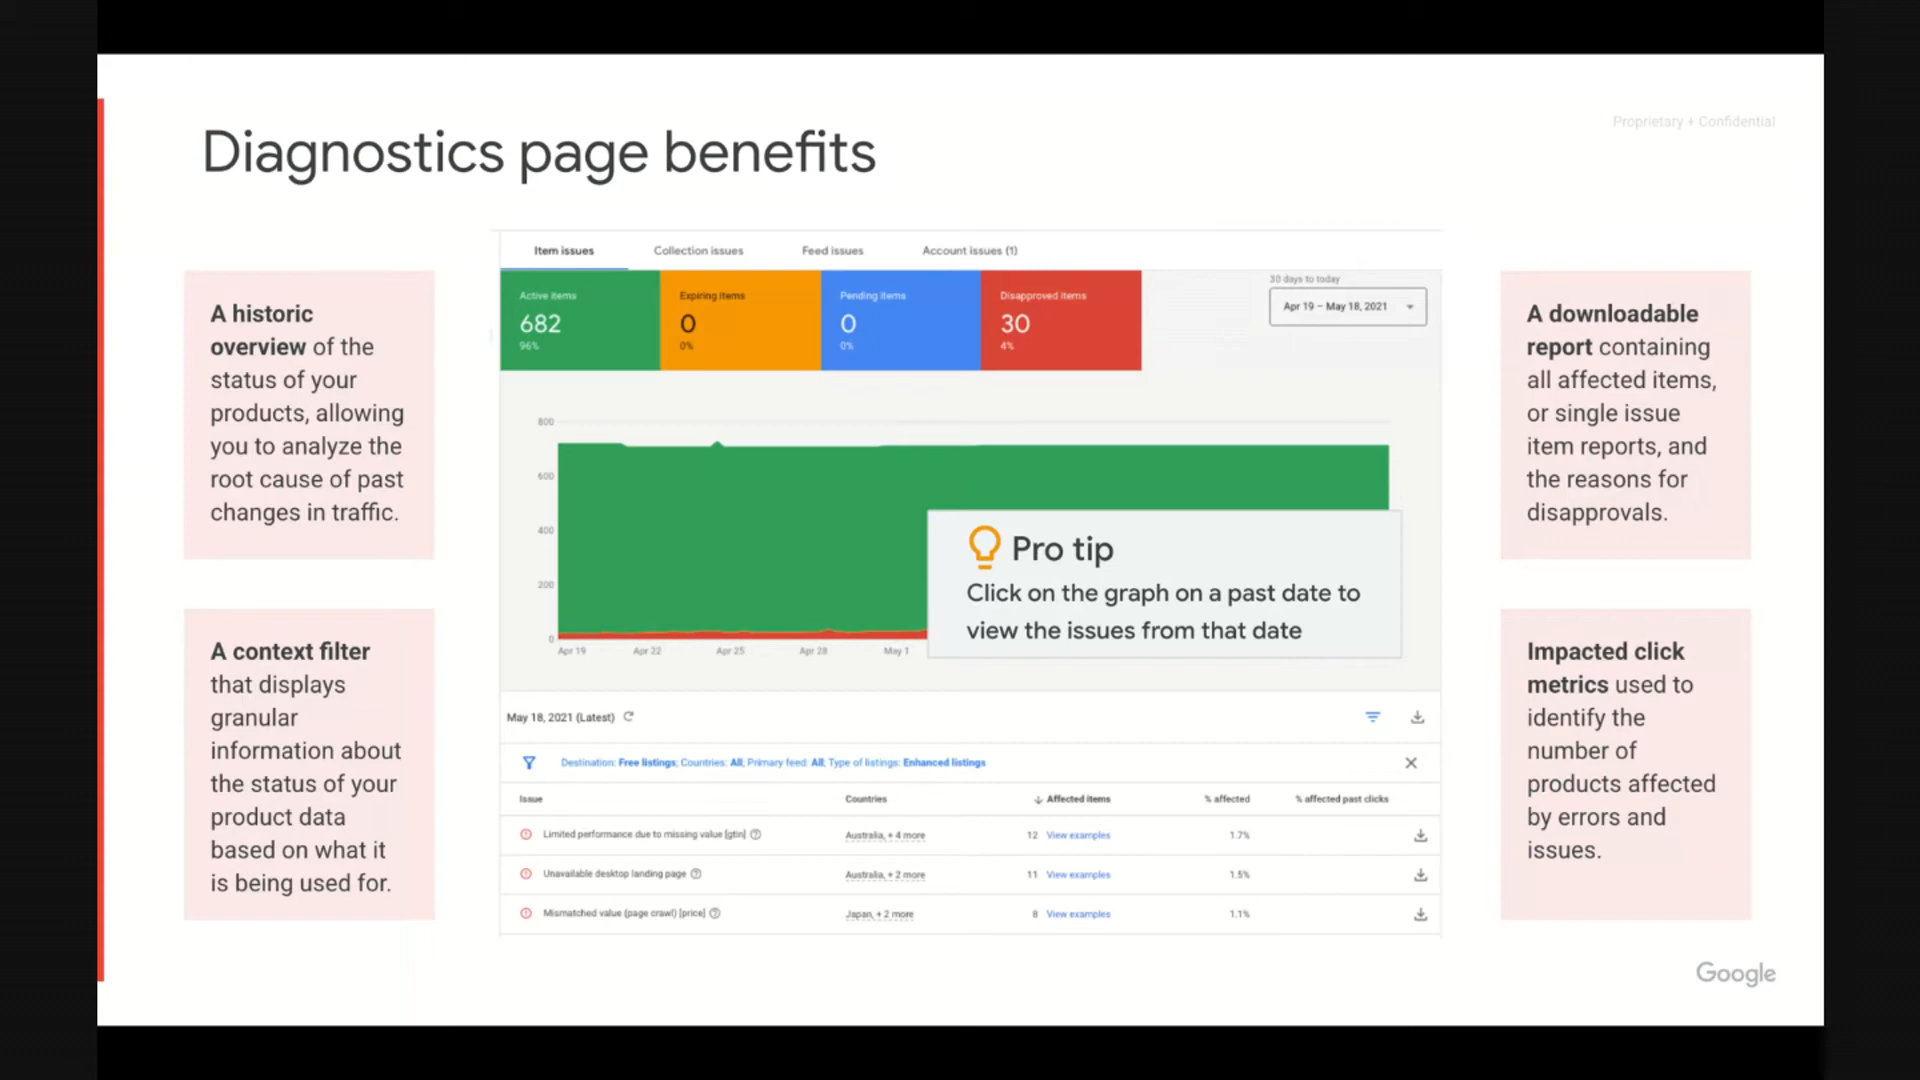 Diagnostics page benefits
Proprietary + Confidential
A historic
overview of the
status of your
products, allowing
you to analyze the
root cause of past
changes in traffic.
A context filter
that displays
granular
information about
the status of your
product data
based on what it
is being used for.
Item issues Collection issues Feed issues Account issues (1)
Active items
682
96%
Expiring items
0
0%
Pending items
0
0%
Disapproved items
30
4%
30 days to today
Apr 19 – May 18, 2021
800
600
400
200
0
Apr 19 Apr 22 Apr 25 Apr 28 May 1
Pro tip
Click on the graph on a past date to
view the issues from that date
May 18, 2021 (Latest)
Destination: Free listings; Countries: All; Primary feed: All; Type of listings: Enhanced listings
Issue Countries Affected items % affected % affected past clicks
Limited performance due to missing value [gtin] Australia, + 4 more 12 View examples 1.7%
Unavailable desktop landing page Australia, + 2 more 11 View examples 1.5%
Mismatched value (page crawl) [price] Japan, + 2 more 8 View examples 1.1%
A downloadable
report containing
all affected items,
or single issue
item reports, and
the reasons for
disapprovals.
Impacted click
metrics used to
identify the
number of
products affected
by errors and
issues.
Google